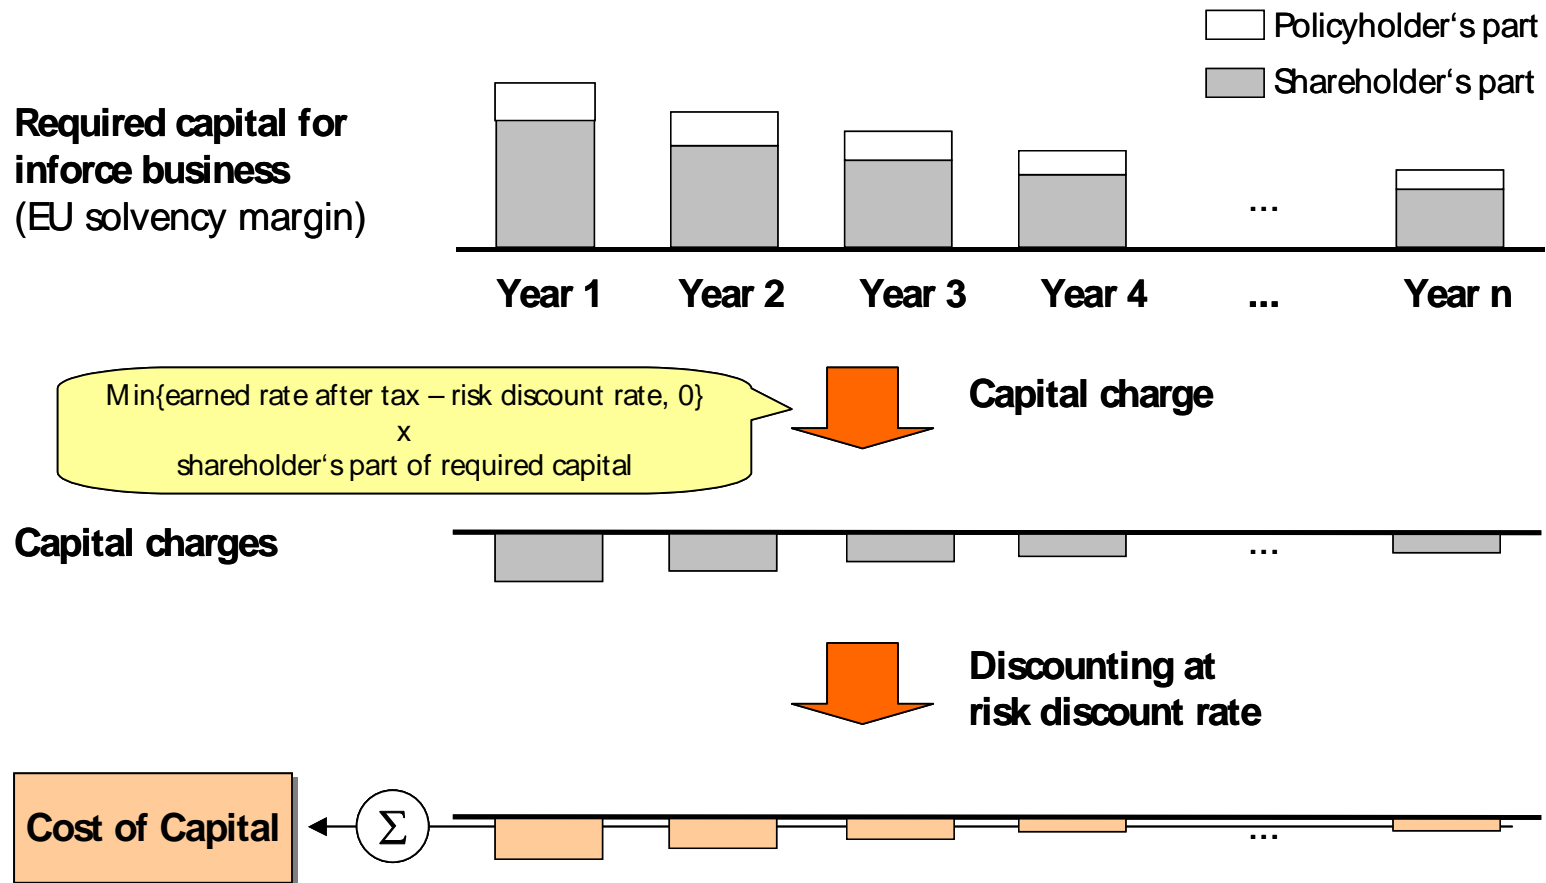 Policyholder‘s part
Shareholder‘s part
Required capital for
inforce business
(EU solvency margin)
...
Year 1 Year 2 Year 3 Year 4 ... Year n
Min{earned rate after tax – risk discount rate, 0}
x
shareholder‘s part of required capital
Capital charge
Capital charges
...
Discounting at
risk discount rate
Cost of Capital
Σ
...